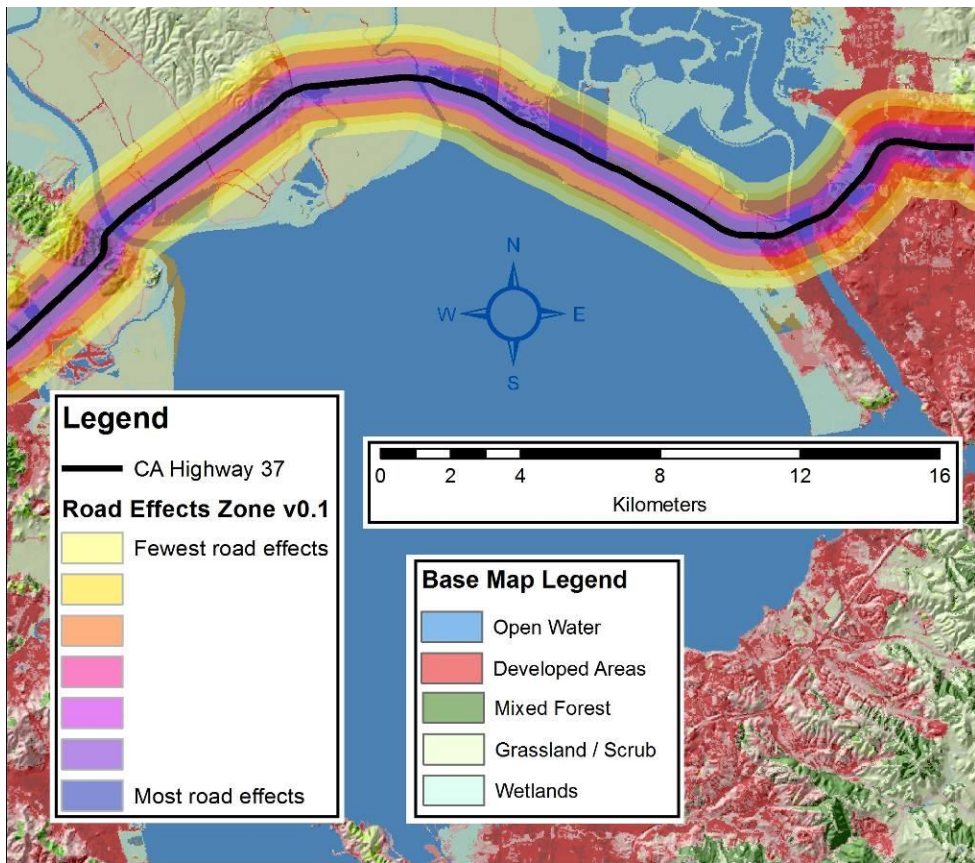 N
W E
S
Legend
CA Highway 37
Road Effects Zone v0.1
Fewest road effects
Most road effects
0 2 4 8 12 16
Kilometers
Base Map Legend
Open Water
Developed Areas
Mixed Forest
Grassland / Scrub
Wetlands